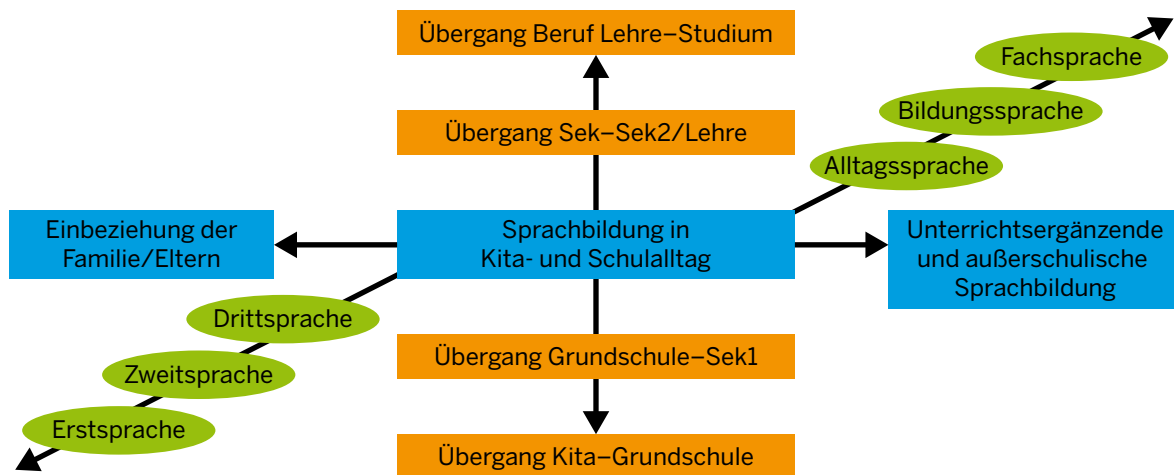 Übergang Beruf Lehre–Studium
Fachsprache
Bildungssprache
Übergang Sek–Sek2/Lehre
Alltagssprache
Einbeziehung der
Familie/Eltern
Sprachbildung in
Kita- und Schulalltag
Unterrichtsergänzende
und außerschulische
Sprachbildung
Drittsprache
Übergang Grundschule–Sek1
Zweitsprache
Erstsprache
Übergang Kita–Grundschule